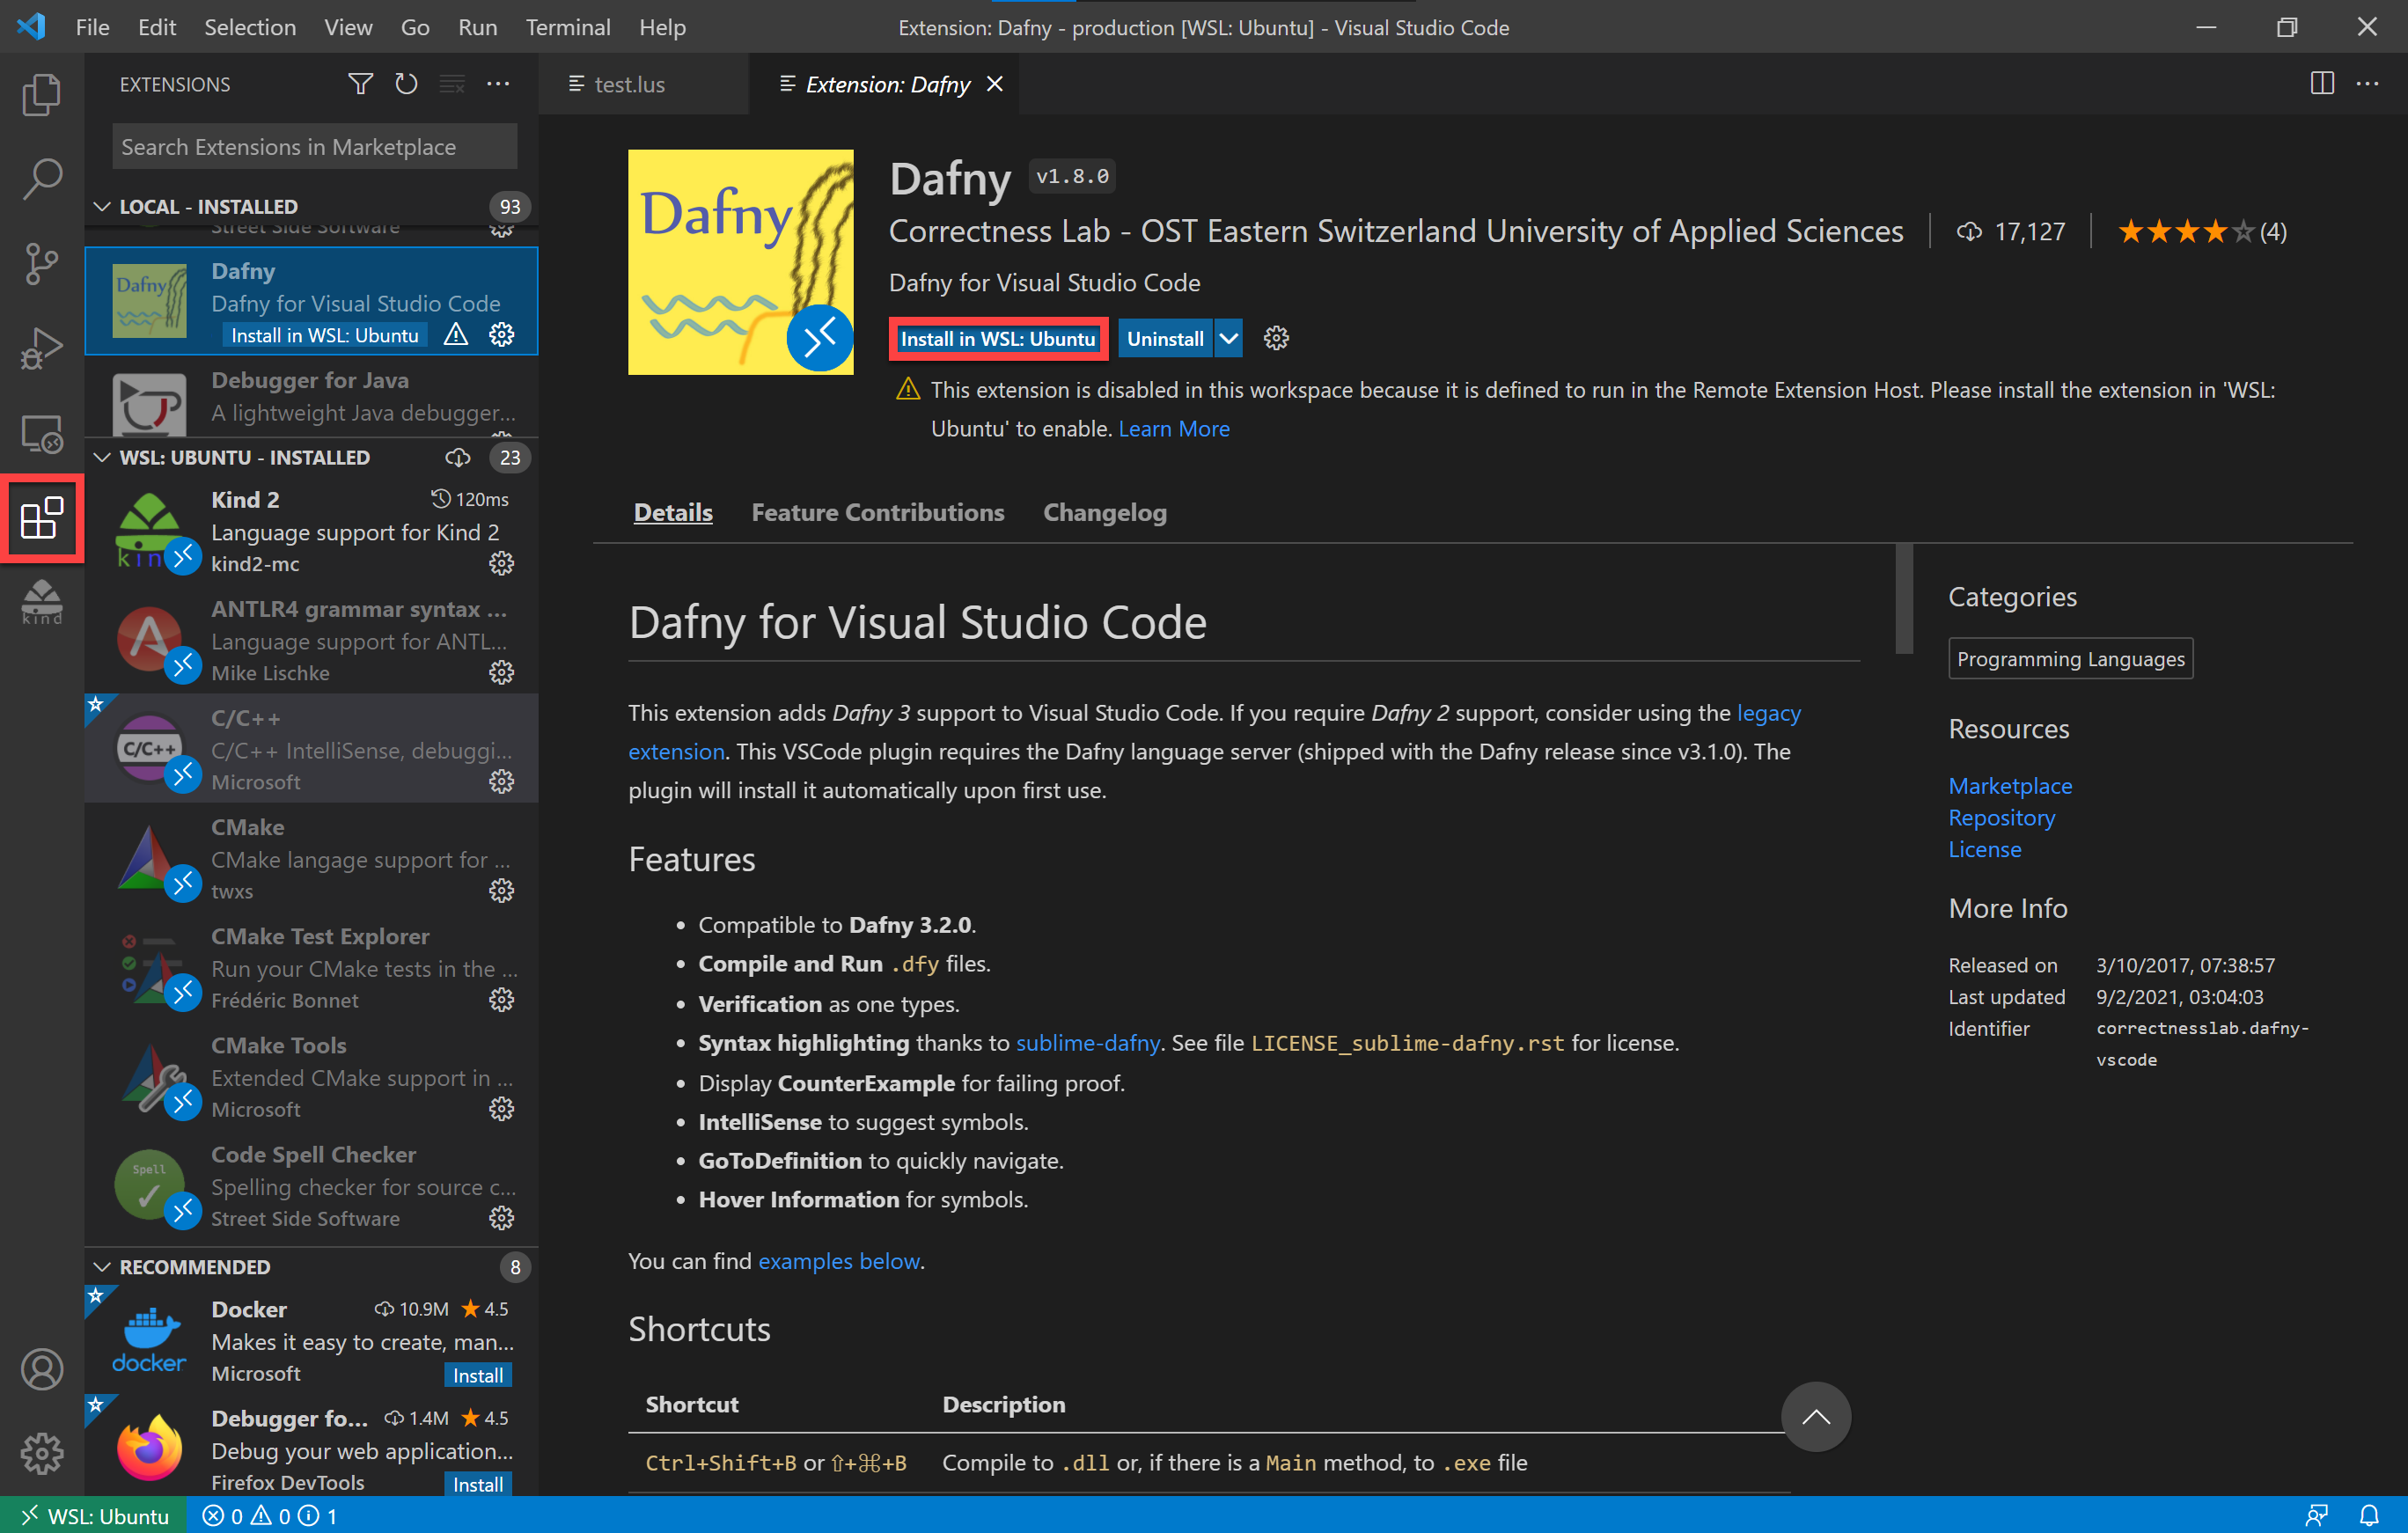 File Edit Selection View Go Run Terminal Help
Extension: Dafny - production [WSL: Ubuntu] - Visual Studio Code
EXTENSIONS
Search Extensions in Marketplace
LOCAL - INSTALLED 93
Street Side Software
Dafny
Dafny
Dafny for Visual Studio Code
Install in WSL: Ubuntu
Debugger for Java
A lightweight Java debugger...
WSL: UBUNTU - INSTALLED 23
kind
Kind 2 120ms
Language support for Kind 2
kind2-mc
ANTLR4 grammar syntax ...
Language support for ANTL...
Mike Lischke
C/C++
C/C++
C/C++ IntelliSense, debuggi...
Microsoft
CMake
CMake langage support for ...
twxs
CMake Test Explorer
Run your CMake tests in the ...
Frédéric Bonnet
CMake Tools
Extended CMake support in ...
Microsoft
Spell
Code Spell Checker
Spelling checker for source c...
Street Side Software
RECOMMENDED 8
docker
Docker 10.9M 4.5
Makes it easy to create, man...
Microsoft Install
Debugger fo... 1.4M 4.5
Debug your web application...
Firefox DevTools Install
test.lus
Extension: Dafny
Dafny
Dafny v1.8.0
Correctness Lab - OST Eastern Switzerland University of Applied Sciences 17,127 (4)
Dafny for Visual Studio Code
Install in WSL: Ubuntu Uninstall
This extension is disabled in this workspace because it is defined to run in the Remote Extension Host. Please install the extension in 'WSL:
Ubuntu' to enable. Learn More
Details Feature Contributions Changelog
Dafny for Visual Studio Code
This extension adds Dafny 3 support to Visual Studio Code. If you require Dafny 2 support, consider using the legacy
extension. This VSCode plugin requires the Dafny language server (shipped with the Dafny release since v3.1.0). The
plugin will install it automatically upon first use.
Features
• Compatible to Dafny 3.2.0.
• Compile and Run .dfy files.
• Verification as one types.
• Syntax highlighting thanks to sublime-dafny. See file LICENSE_sublime-dafny.rst for license.
• Display CounterExample for failing proof.
• IntelliSense to suggest symbols.
• GoToDefinition to quickly navigate.
• Hover Information for symbols.
You can find examples below.
Shortcuts
Shortcut Description
Ctrl+Shift+B or ⇧+⌘+B Compile to .dll or, if there is a Main method, to .exe file
Categories
Programming Languages
Resources
Marketplace
Repository
License
More Info
Released on 3/10/2017, 07:38:57
Last updated 9/2/2021, 03:04:03
Identifier correctnesslab.dafny-
vscode
kind
WSL: Ubuntu 0 0 1